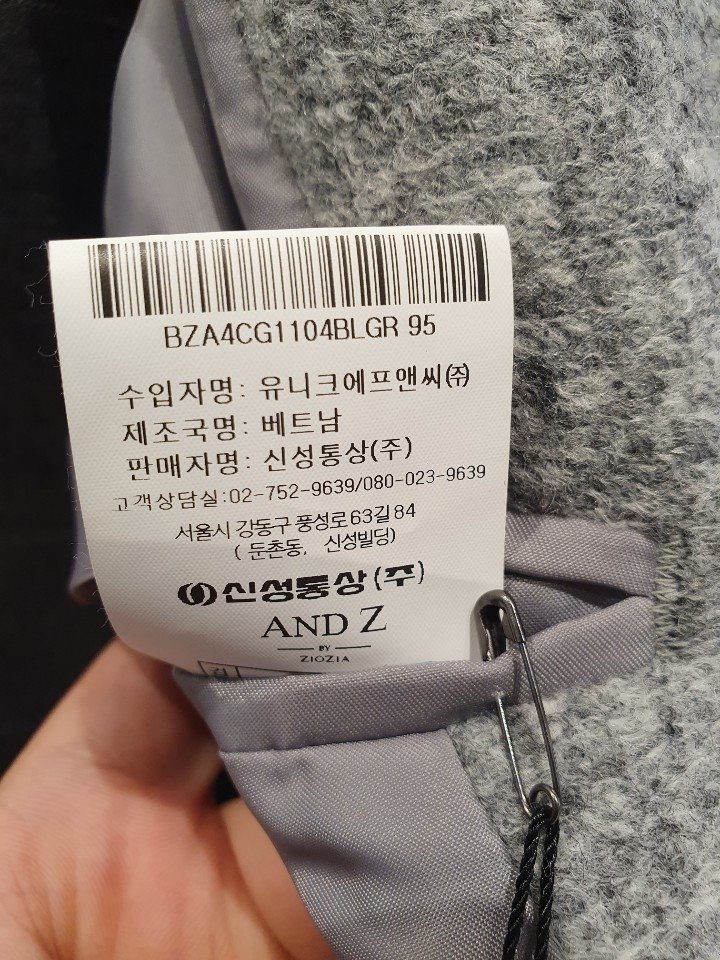 BZA4CG1104BLGR 95
수입자명: 유니크에프앤씨㈜
제조국명: 베트남
판매자명: 신성통상(주)
고객상담실:02-752-9639/080-023-9639
서울시 강동구 풍성로63길 84
( 둔촌동, 신성빌딩)
신성통상(주)
AND Z
BY
ZIOZIA